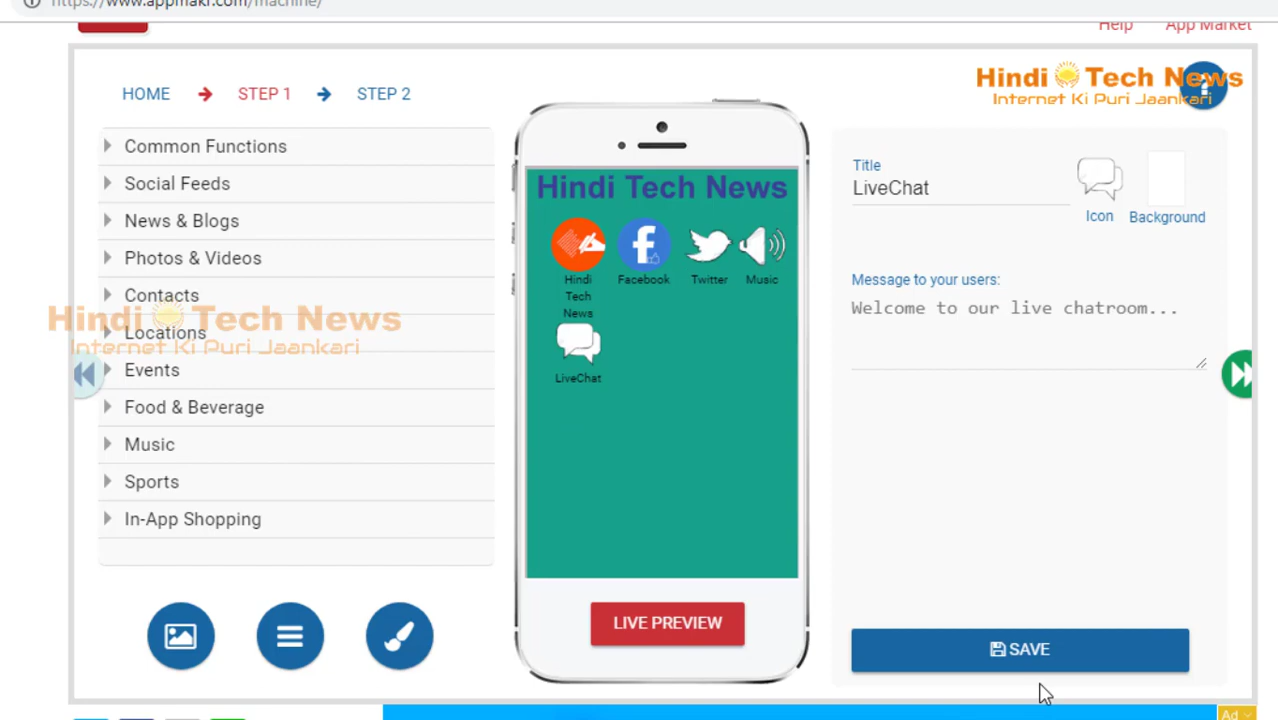 https://www.appmakr.com/machine/
Help App Market
HOME STEP 1 STEP 2
Hindi Tech News
Internet Ki Puri Jaankari
Common Functions
Social Feeds
News & Blogs
Photos & Videos
Contacts
Locations
Events
Food & Beverage
Music
Sports
In-App Shopping
Hindi Tech News
Internet Ki Puri Jaankari
Hindi Tech News
Hindi
Tech
News
Facebook
Twitter
Music
LiveChat
LIVE PREVIEW
Title
LiveChat
Icon
Background
Message to your users:
Welcome to our live chatroom...
SAVE
Ad